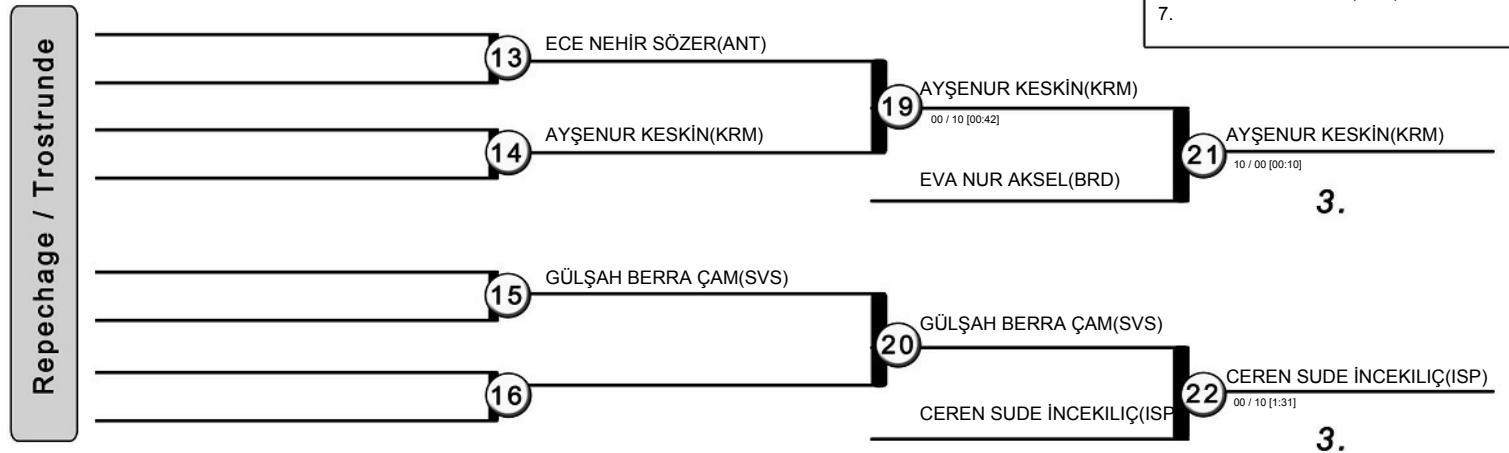 7.
Repechage / Trostrunde
13
ECE NEHİR SÖZER(ANT)
14
AYŞENUR KESKİN(KRM)
19
AYŞENUR KESKİN(KRM)
00 / 10 [00:42]
EVA NUR AKSEL(BRD)
21
AYŞENUR KESKİN(KRM)
10 / 00 [00:10]
3.
15
GÜLŞAH BERRA ÇAM(SVS)
16
20
GÜLŞAH BERRA ÇAM(SVS)
CEREN SUDE İNCEKILIÇ(ISP
22
CEREN SUDE İNCEKILIÇ(ISP)
00 / 10 [1:31]
3.